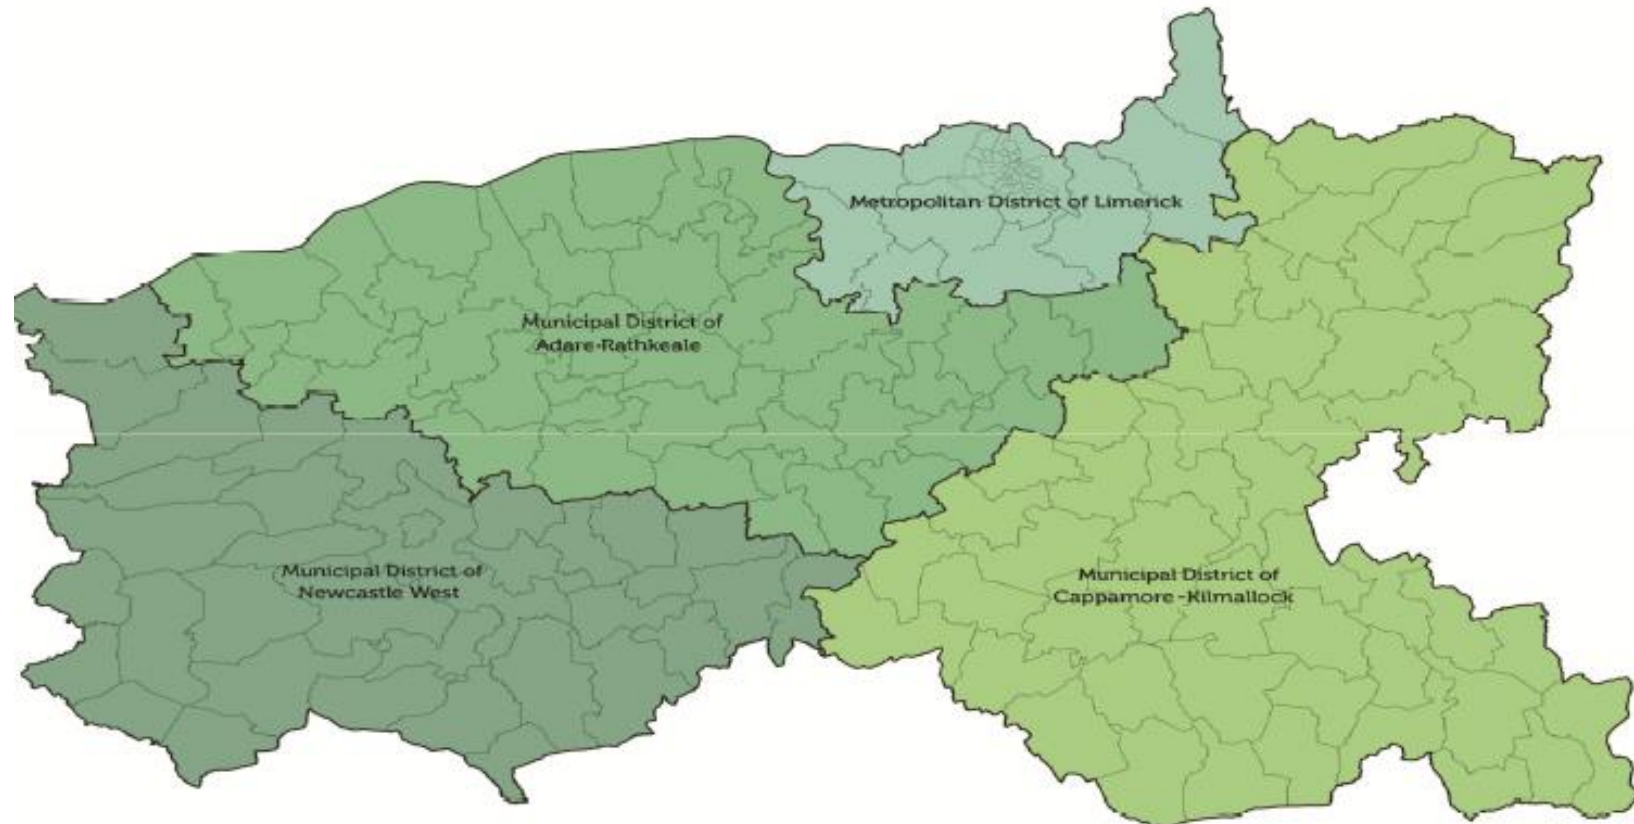 Metropolitan District of Limerick
Municipal District of
Adare-Rathkeale
Municipal District of
Newcastle West
Municipal District of
Cappamore -Kilmallock